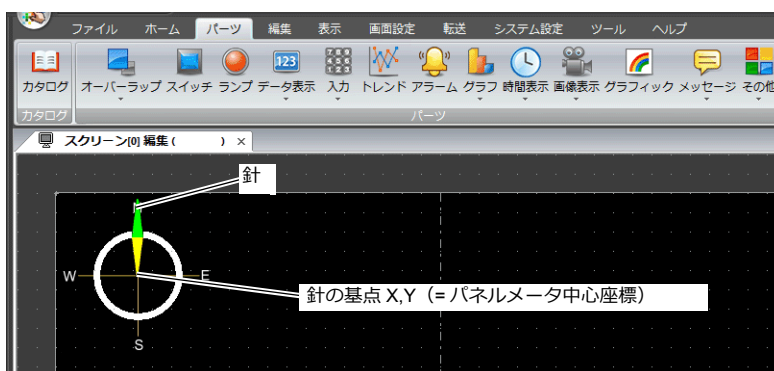 ファイル ホーム パーツ 編集 表示 画面設定 転送 システム設定 ツール ヘルプ
123
カタログ オーバーラップ スイッチ ランプ データ表示 入力 トレンド アラーム グラフ 時間表示 画像表示 グラフィック メッセージ その他
カタログ パーツ
スクリーン[0] 編集 ( ) ×
針
N
W E
針の基点 X,Y（= パネルメータ中心座標）
S